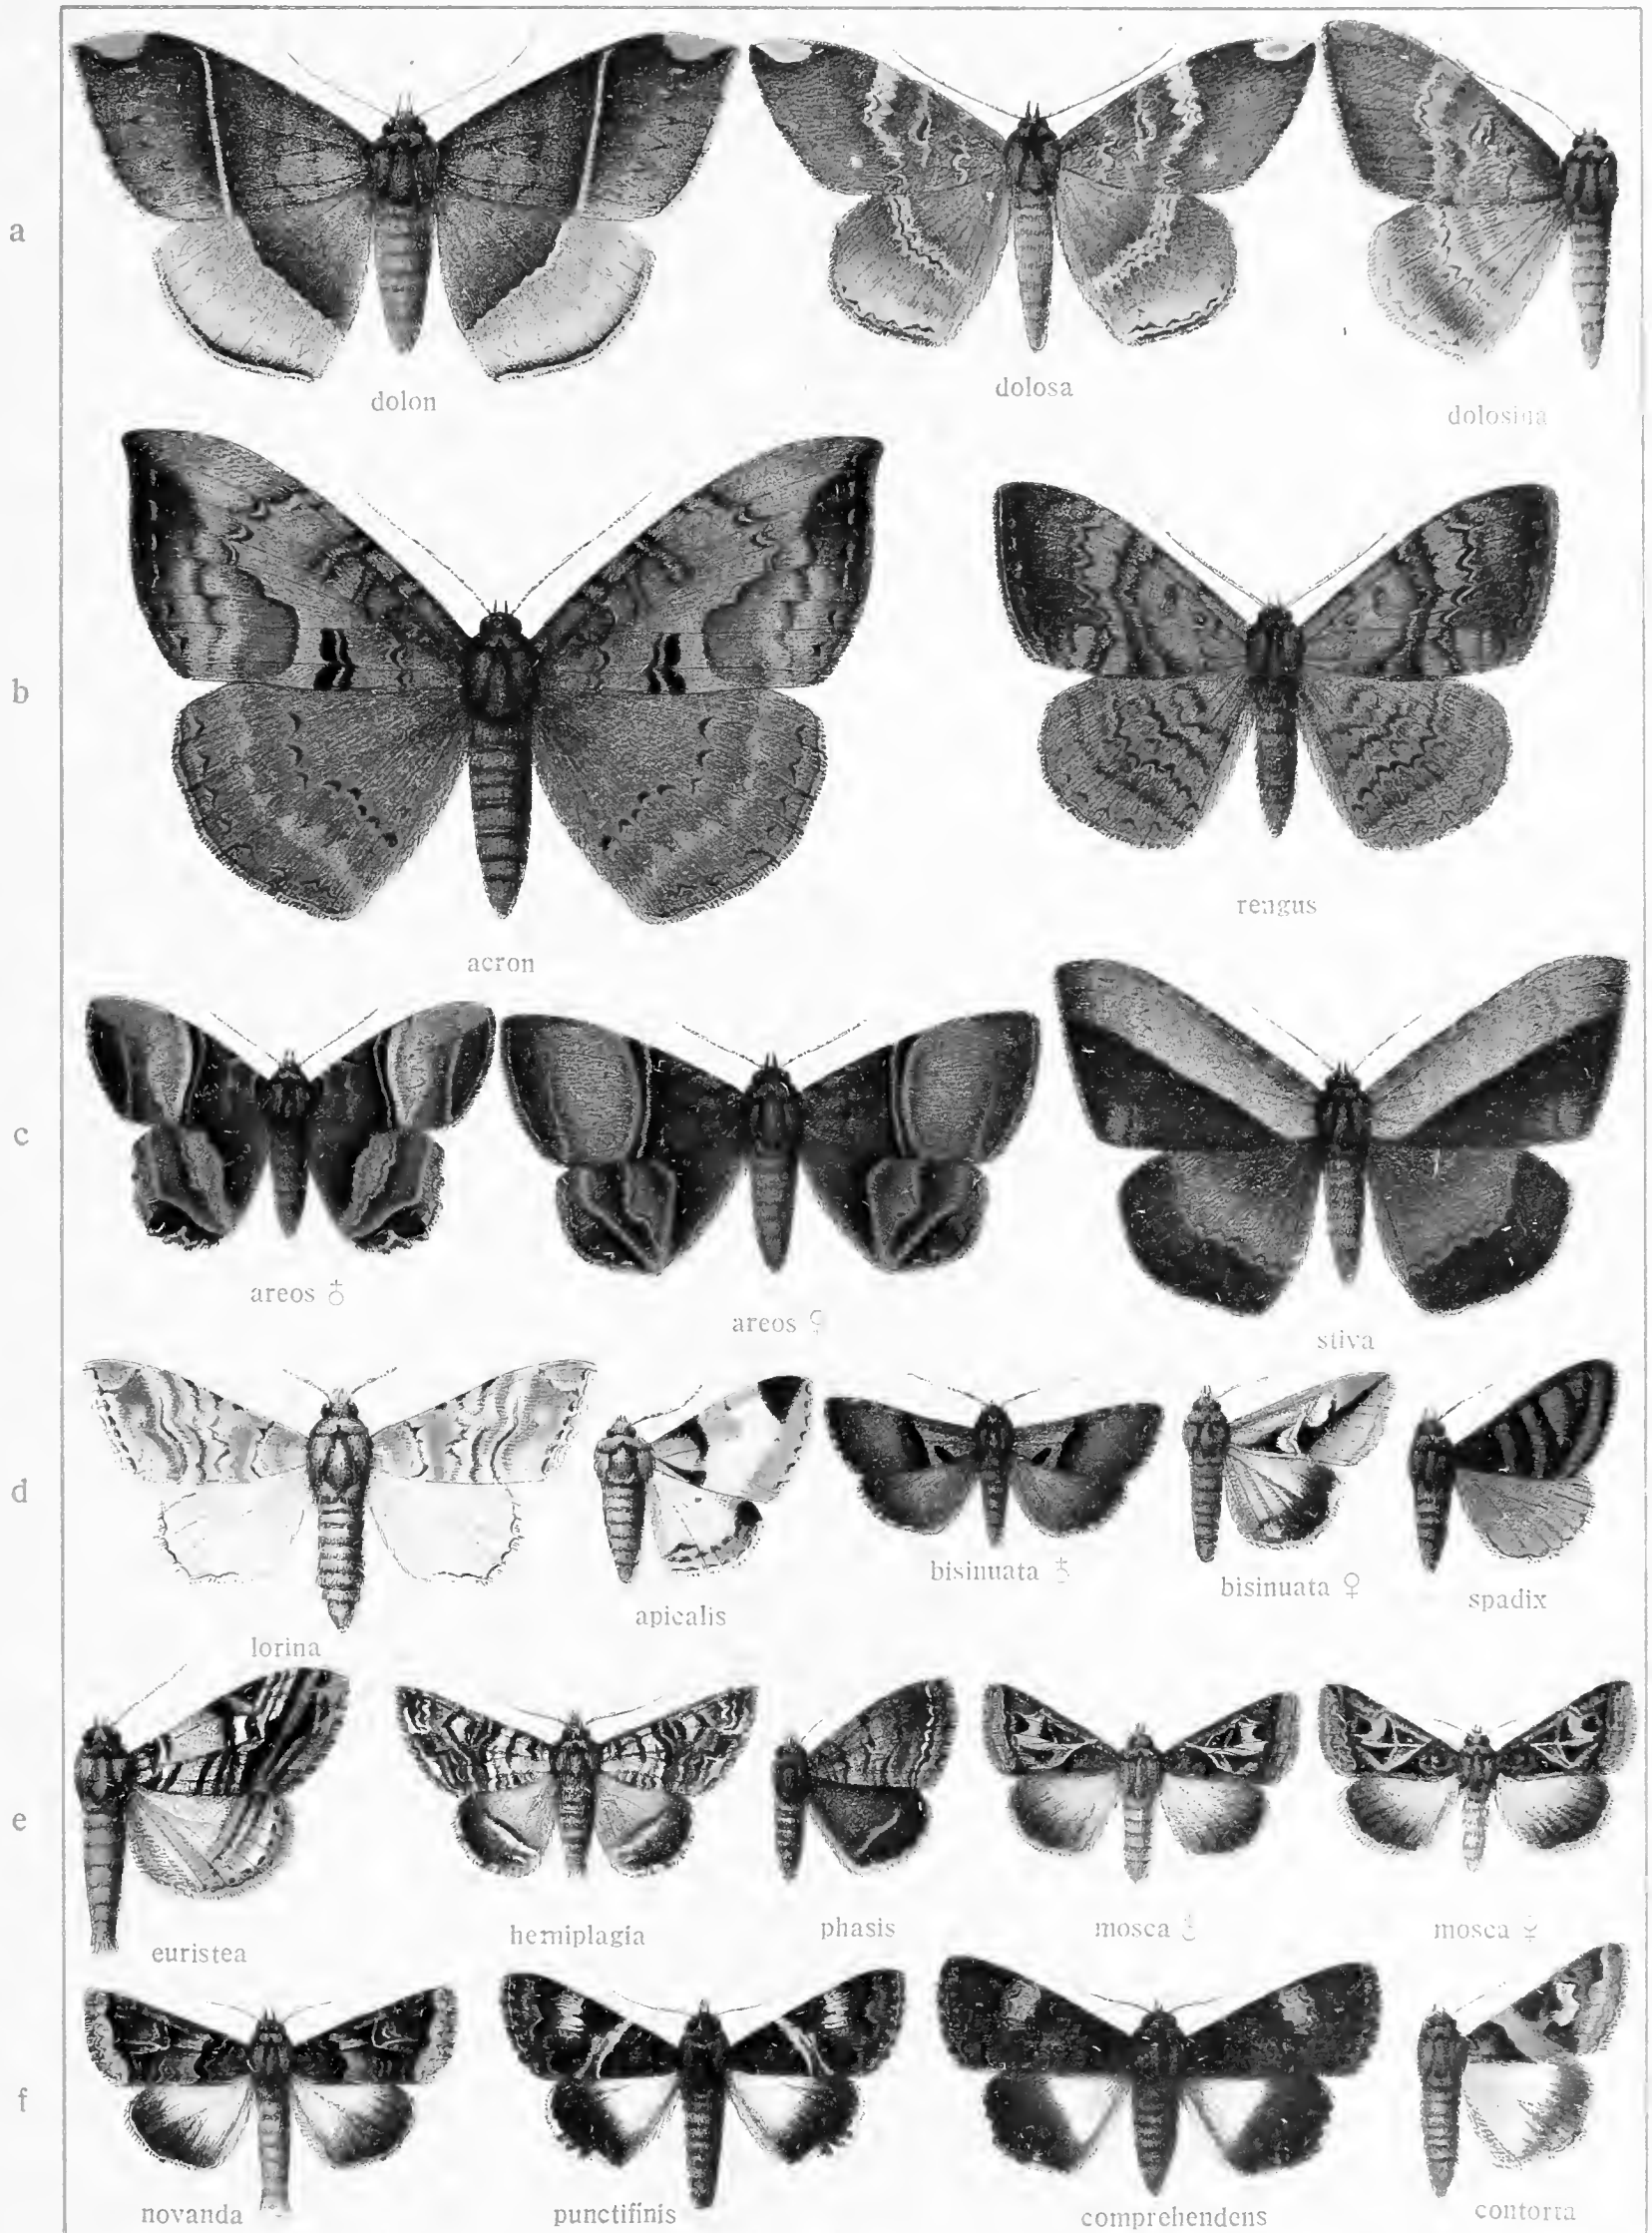 a
dolon
dolosa
dolosina
b
acron
rengus
c
areos ♂
areos ♀
stiva
d
lorina
apicalis
bisinuata ♂
bisinuata ♀
spadix
e
euristea
hemiplagia
phasis
mosca ♂
mosca ♀
f
novanda
punctifinis
comprehendens
contorta